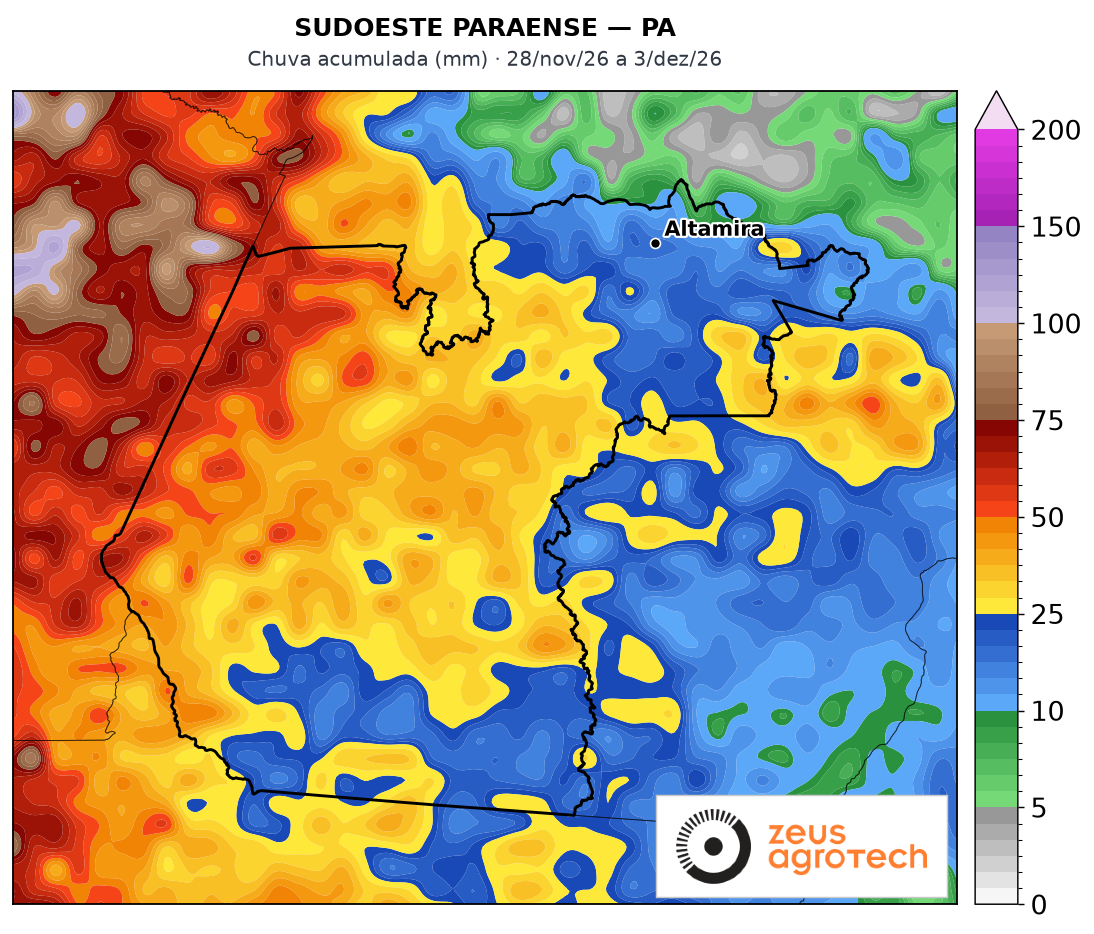 SUDOESTE PARAENSE — PA
Chuva acumulada (mm) · 28/nov/26 a 3/dez/26
Altamira
200
150
100
75
50
25
10
5
0
zeus
agrotech